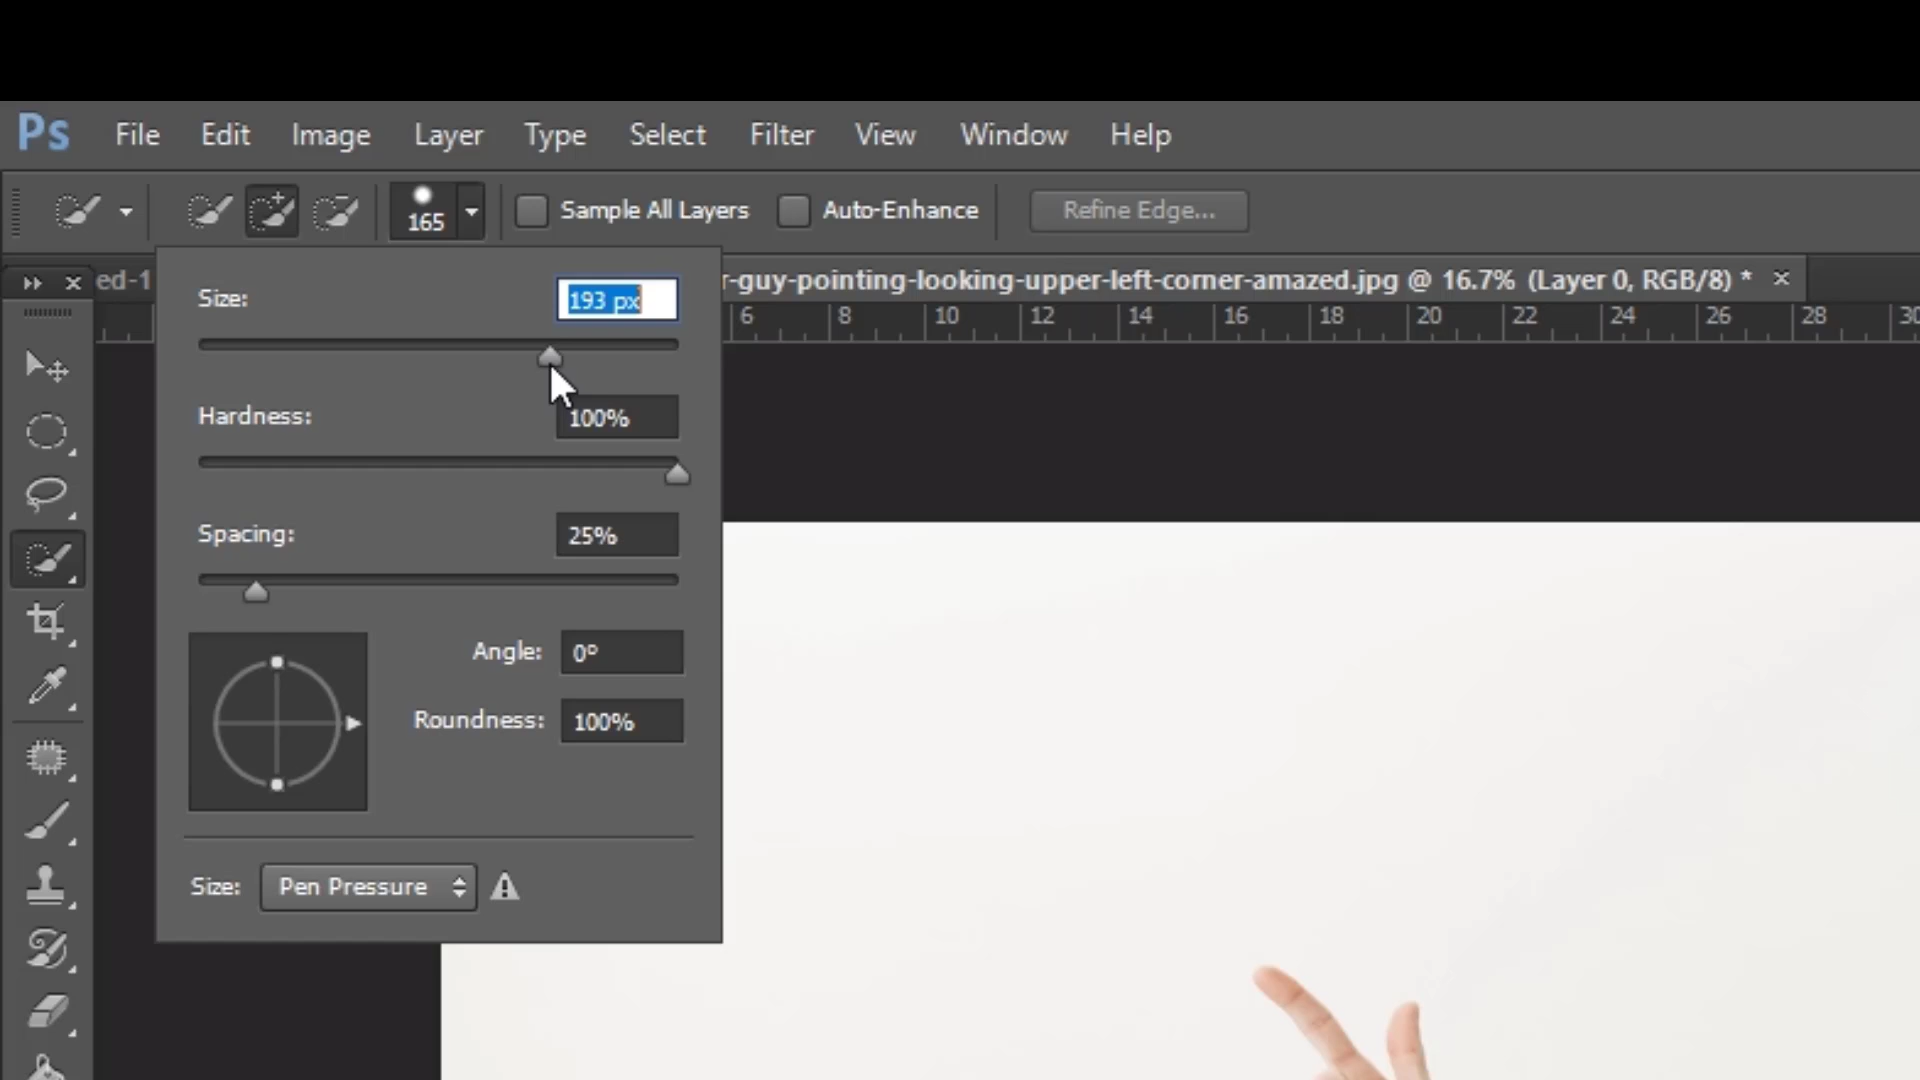 Ps File Edit Image Layer Type Select Filter View Window Help
165 Sample All Layers Auto-Enhance Refine Edge...
ed-1 r-guy-pointing-looking-upper-left-corner-amazed.jpg @ 16.7% (Layer 0, RGB/8) *
6 8 10 12 14 16 18 20 22 24 26 28 30
Size: 193 px
Hardness: 100%
Spacing: 25%
Angle: 0º
Roundness: 100%
Size: Pen Pressure